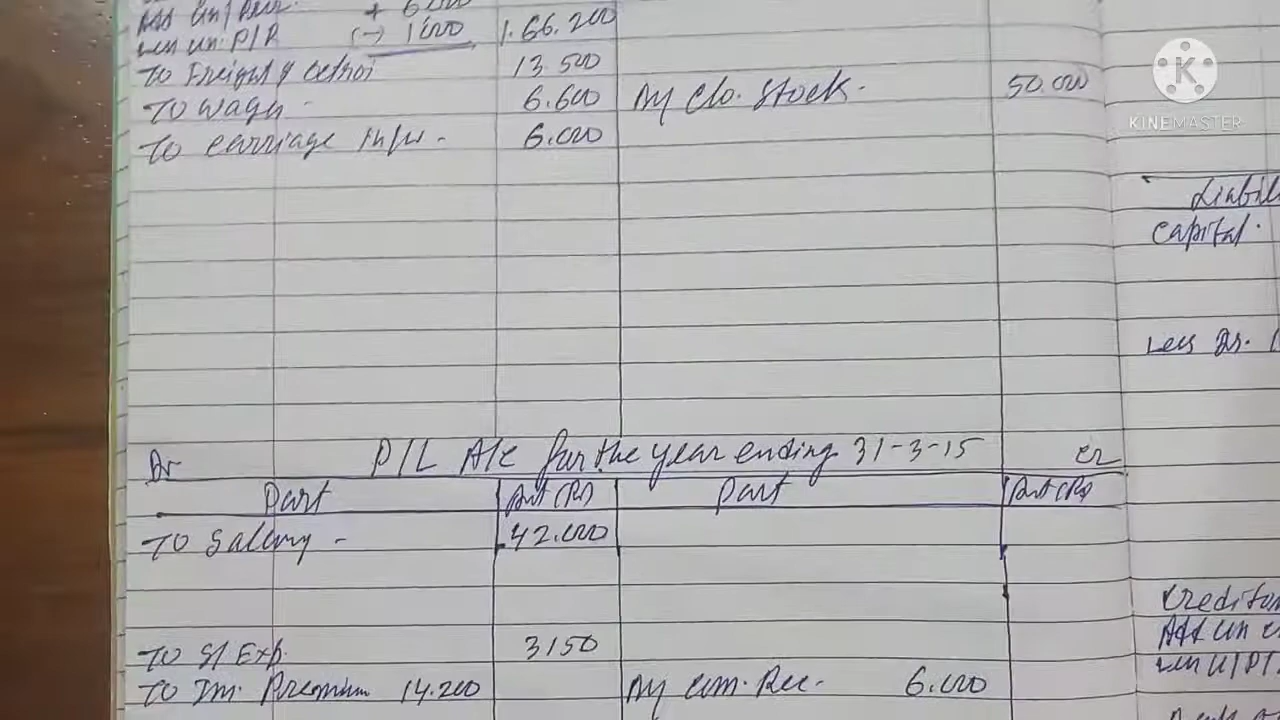 +
(-) 1000 1.66.200
To Freight & octroi 13.500
To wages - 6.600 By Clo. Stock. 50.000
To carriage Inw. - 6.000
Capital.
Less Dr.
Dr P/L A/c for the year ending 31-3-15 Cr
Part Amt (Rs) Part Amt (Rs)
To Salary - 42.000
Creditors
To G/Exp. 3150
To Ins. Premium 14.200 By Com. Rec. 6.000
K
KINEMASTER